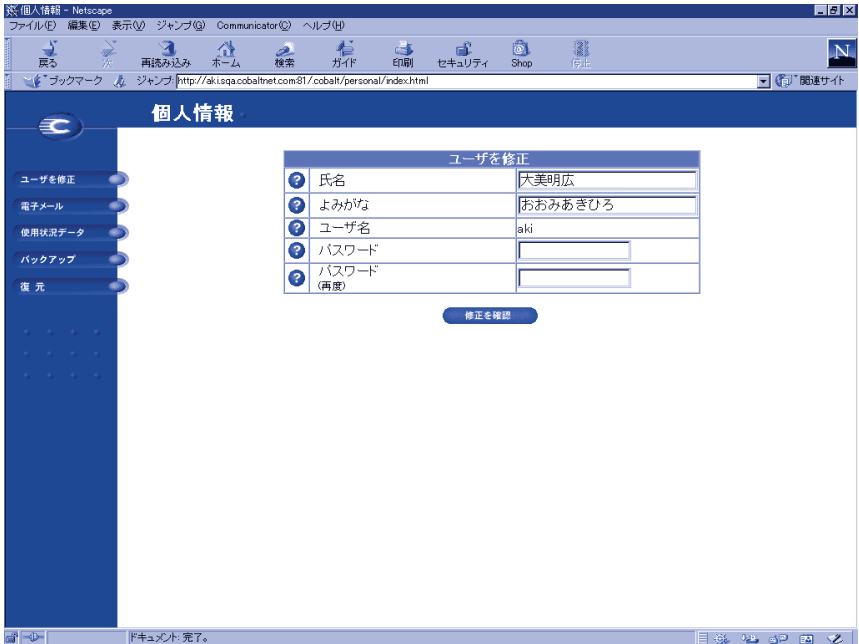 個人情報 - Netscape
ファイル(F) 編集(E) 表示(V) ジャンプ(G) Communicator(C) ヘルプ(H)
戻る 次 再読み込み ホーム 検索 ガイド 印刷 セキュリティ Shop 停止
N
ブックマーク ジャンプ: http://aki.sqa.cobaltnet.com:81/.cobalt/personal/index.html 関連サイト
個人情報
ユーザを修正
電子メール
使用状況データ
バックアップ
復元
ユーザを修正
? 氏名 大美明広
? よみがな おおみあきひろ
? ユーザ名 aki
? パスワード
? パスワード
(再度)
修正を確認
ドキュメント: 完了。